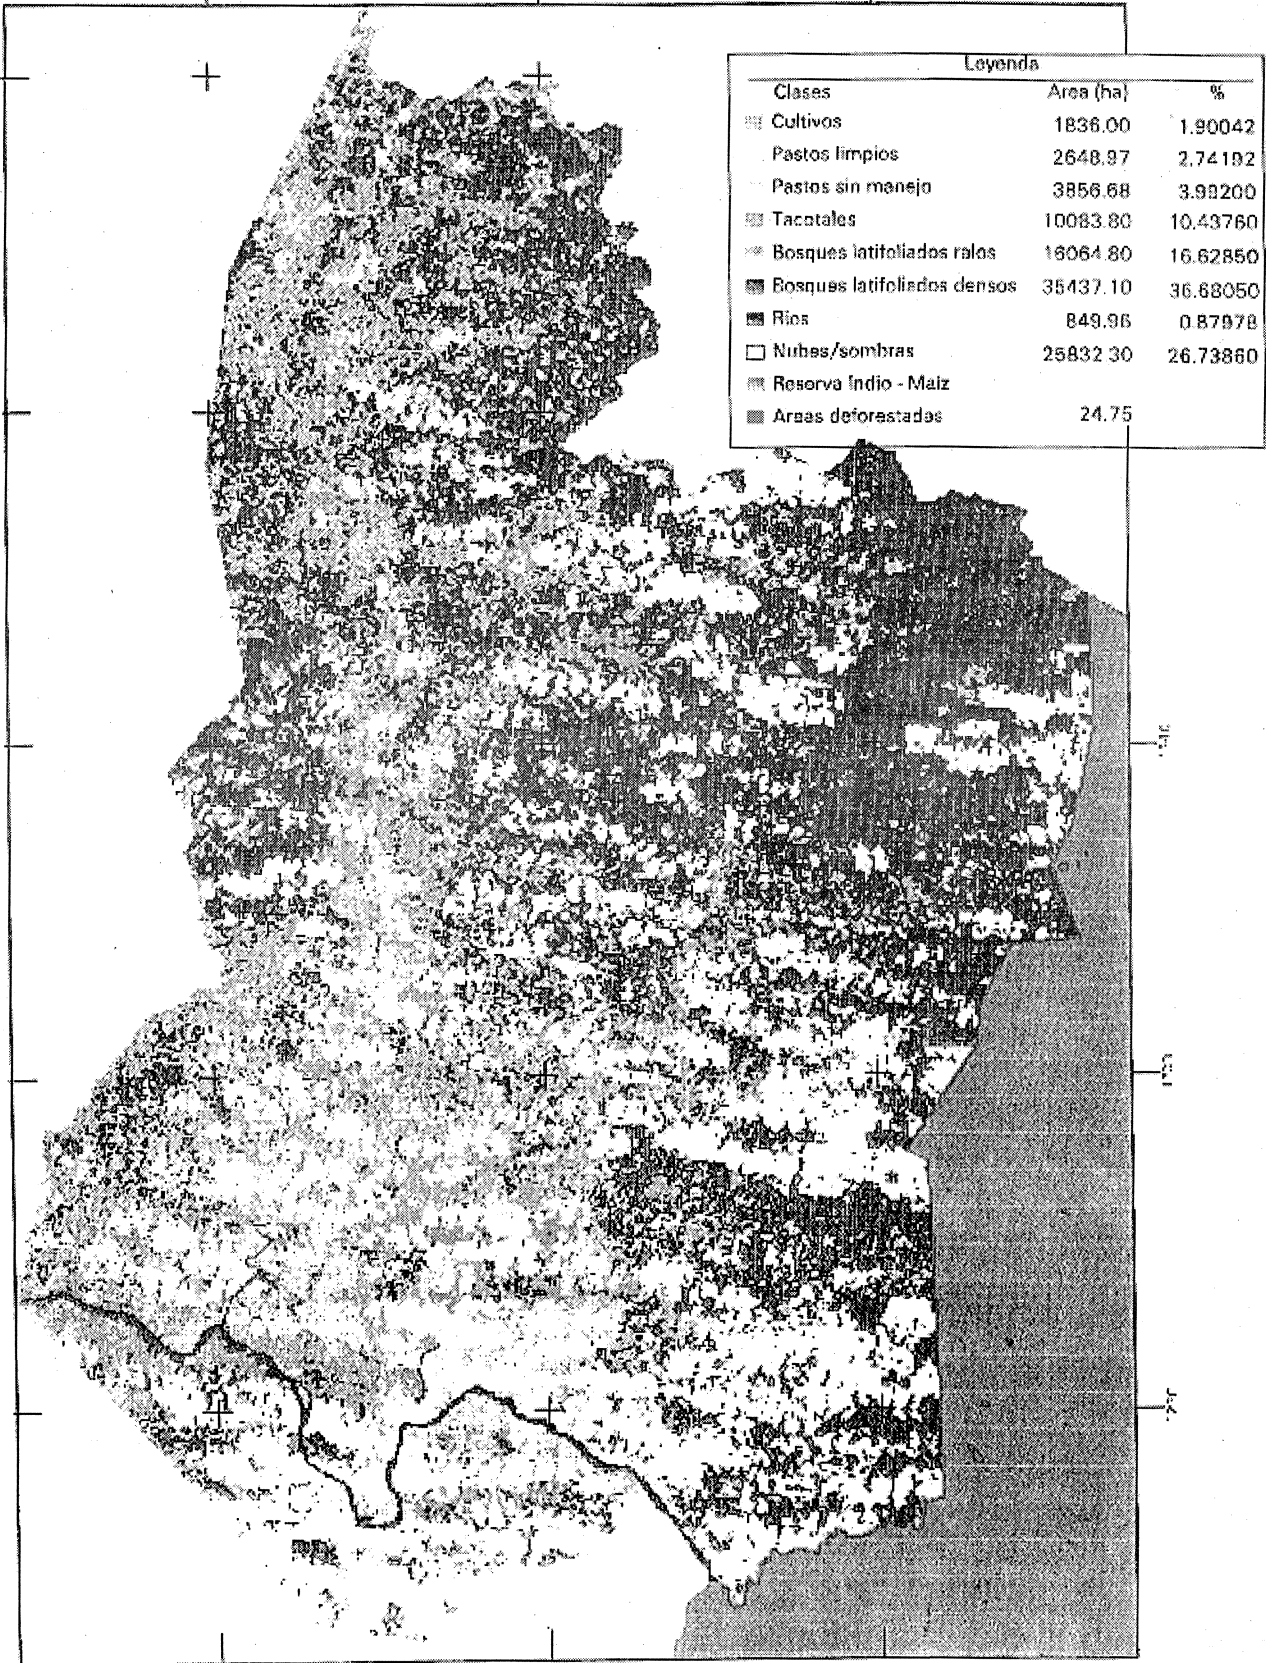 Leyenda
Clases Area (ha) %
Cultivos 1836.00 1.90042
Pastos limpios 2648.97 2.74192
Pastos sin manejo 3856.68 3.99200
Tacotales 10083.80 10.43760
Bosques latifoliados ralos 16064.80 16.62850
Bosques latifoliados densos 35437.10 36.68050
Rios 849.96 0.87978
Nubes/sombras 25832.30 26.73860
Reserva Indio - Maiz
Areas deforestadas 24.75